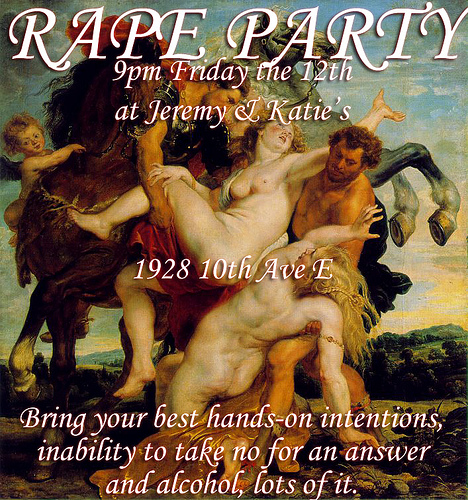 RAPE PARTY
9pm Friday the 12th
at Jeremy & Katie's
1928 10th Ave E
Bring your best hands-on intentions,
inability to take no for an answer
and alcohol, lots of it.